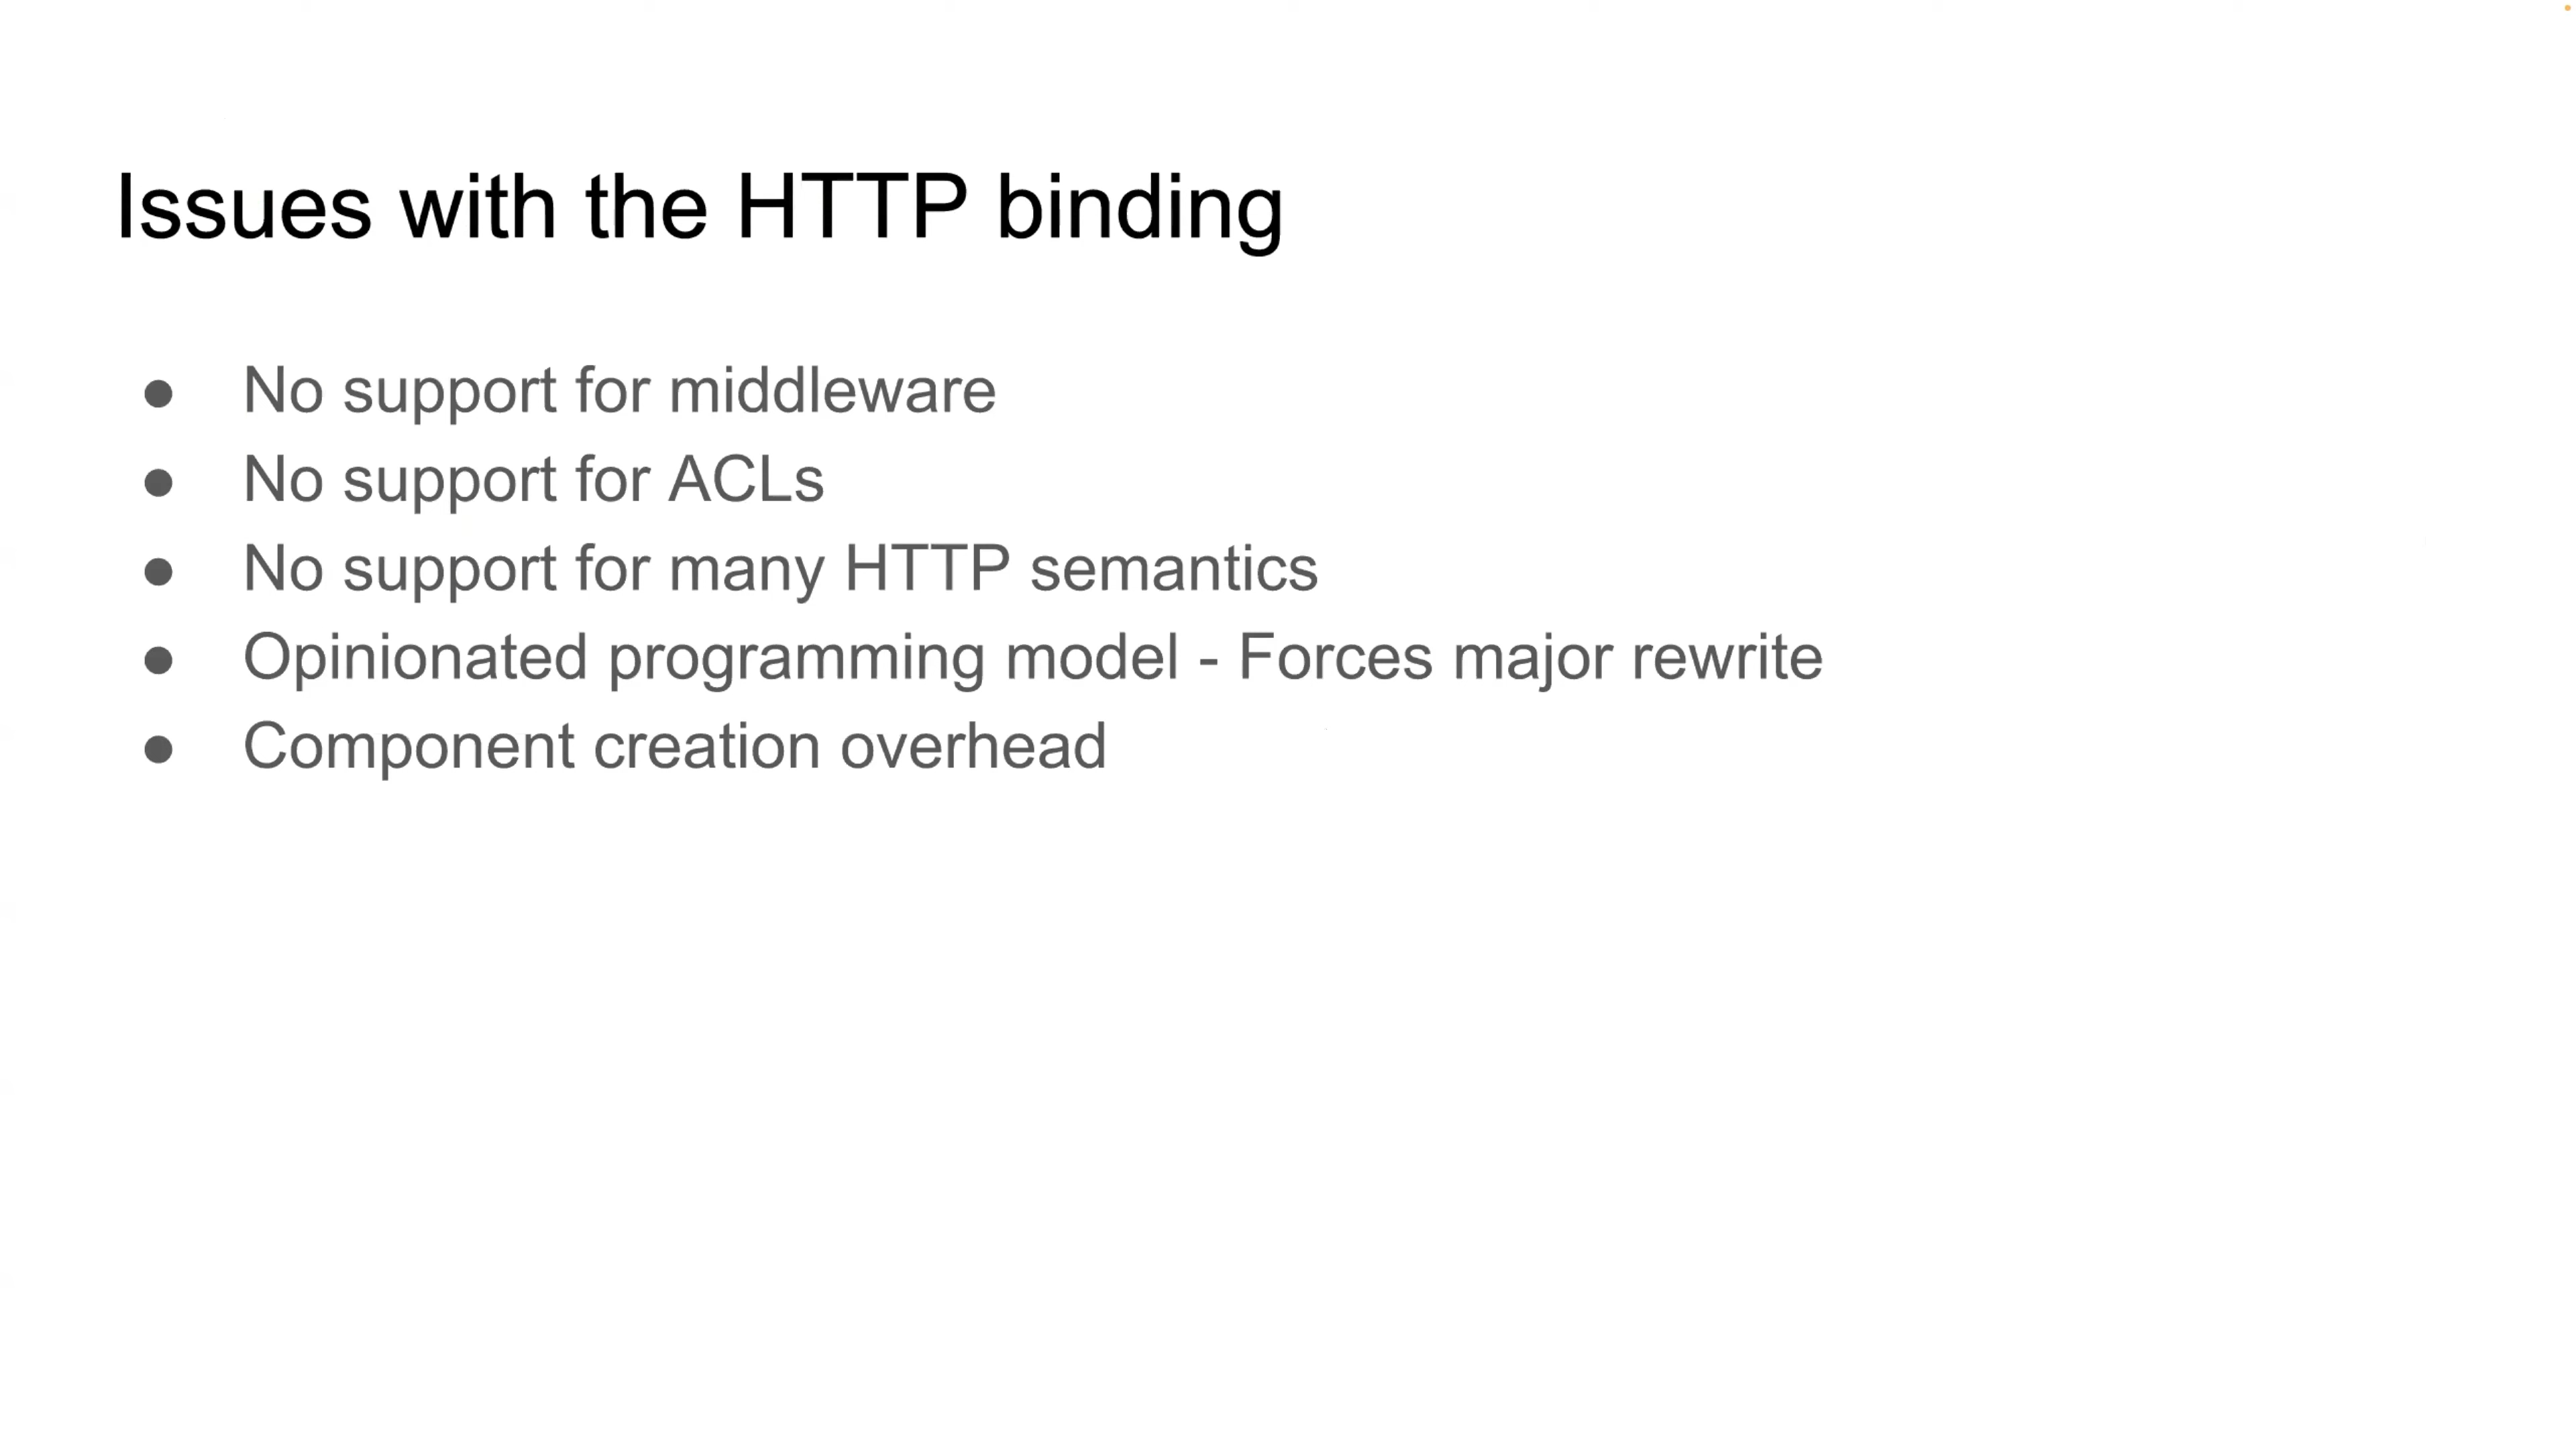 Issues with the HTTP binding
● No support for middleware
● No support for ACLs
● No support for many HTTP semantics
● Opinionated programming model - Forces major rewrite
● Component creation overhead